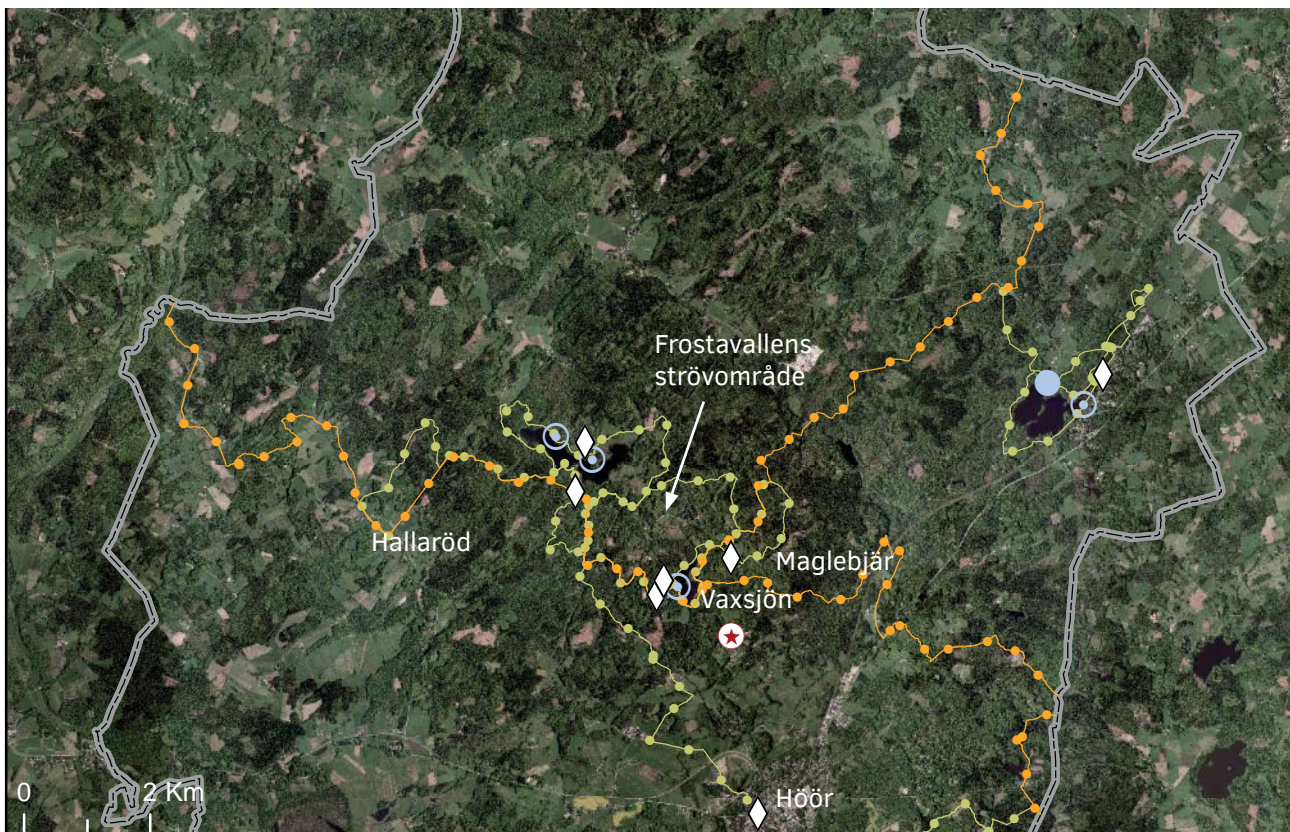 Frostavallens
strövområde
Hallaröd
Maglebjär
Vaxsjön
Höör
0 2 Km